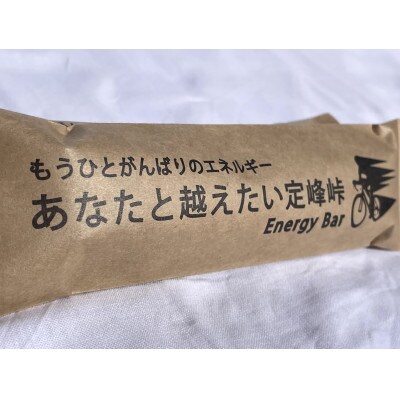 もうひとがんばりのエネルギー
あなたと越えたい定峰峠
Energy Bar